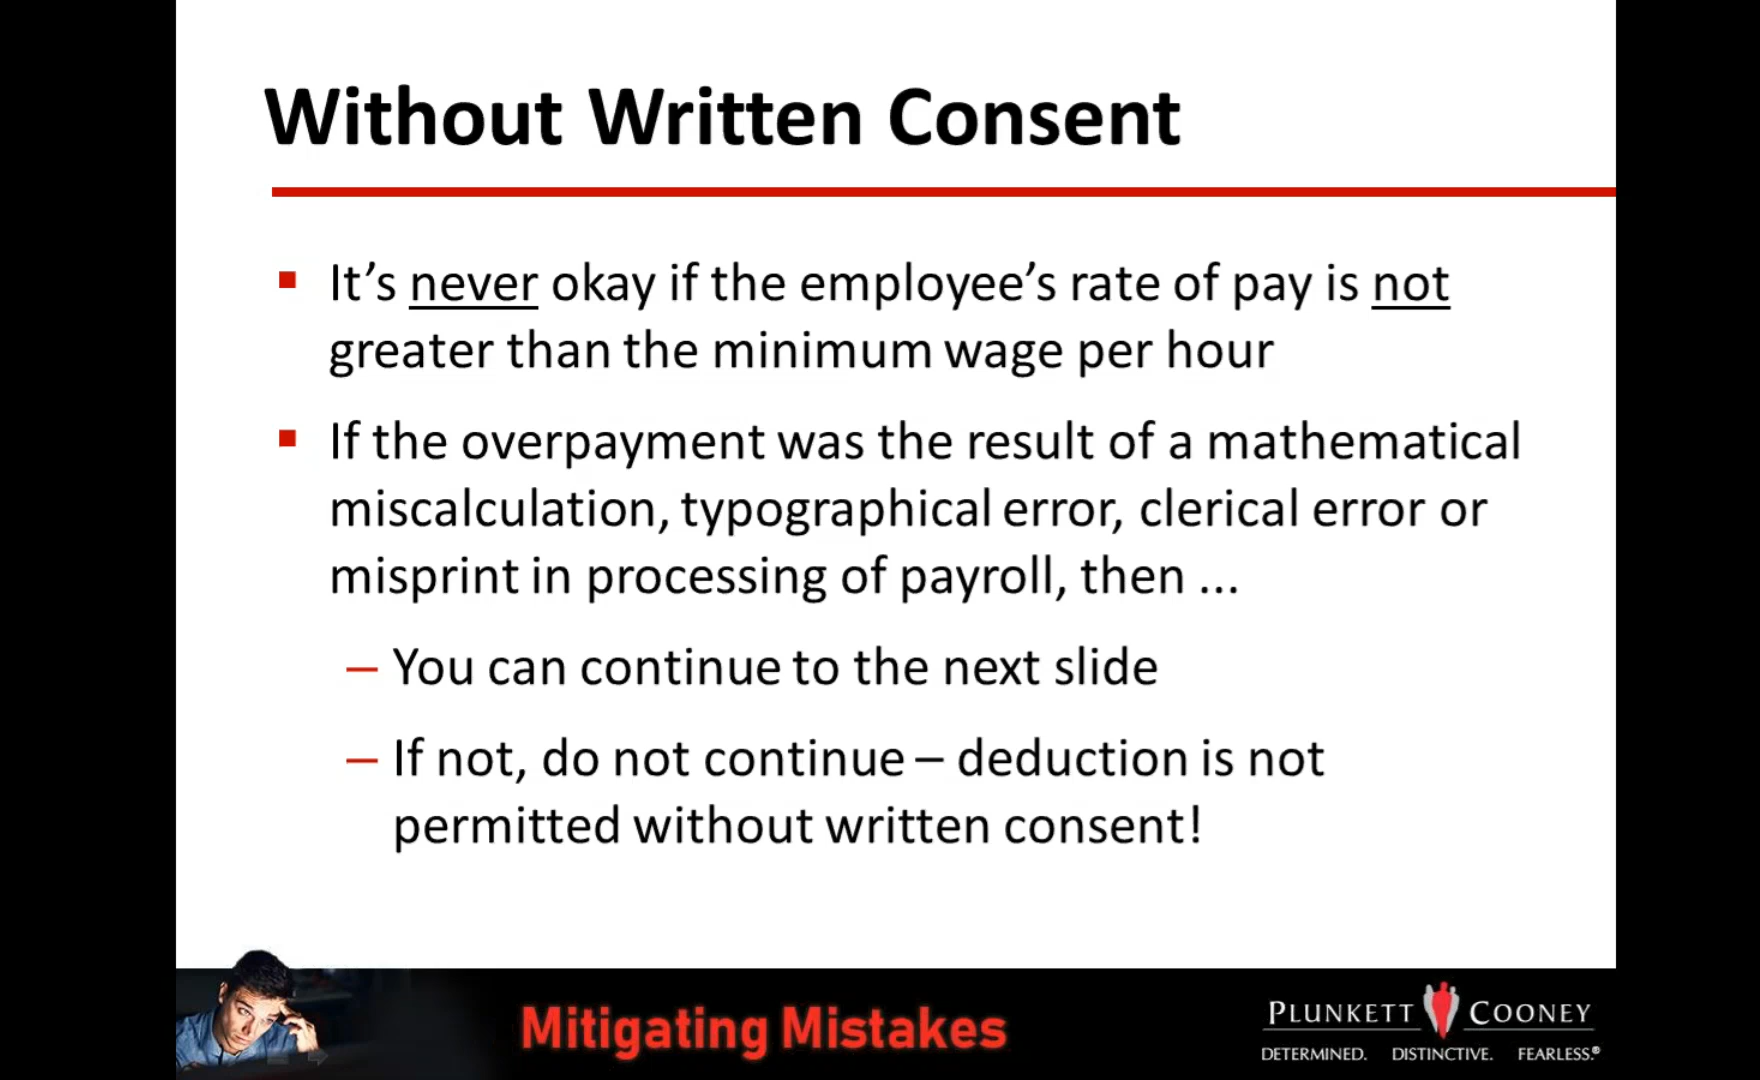 Without Written Consent
▪ It’s never okay if the employee’s rate of pay is not
greater than the minimum wage per hour
▪ If the overpayment was the result of a mathematical
miscalculation, typographical error, clerical error or
misprint in processing of payroll, then ...
– You can continue to the next slide
– If not, do not continue – deduction is not
permitted without written consent!
Mitigating Mistakes
PLUNKETT COONEY
DETERMINED. DISTINCTIVE. FEARLESS.®